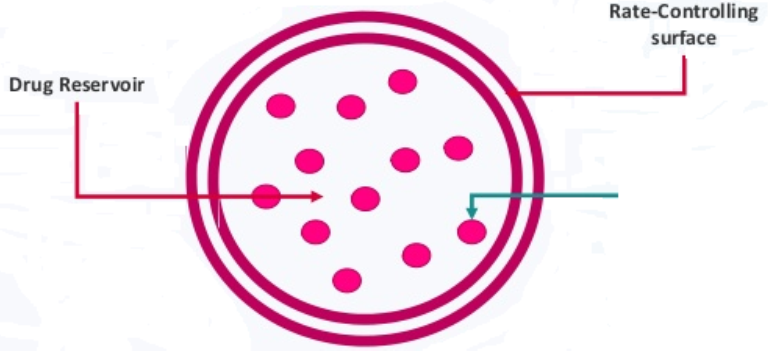 Rate-Controlling
surface
Drug Reservoir